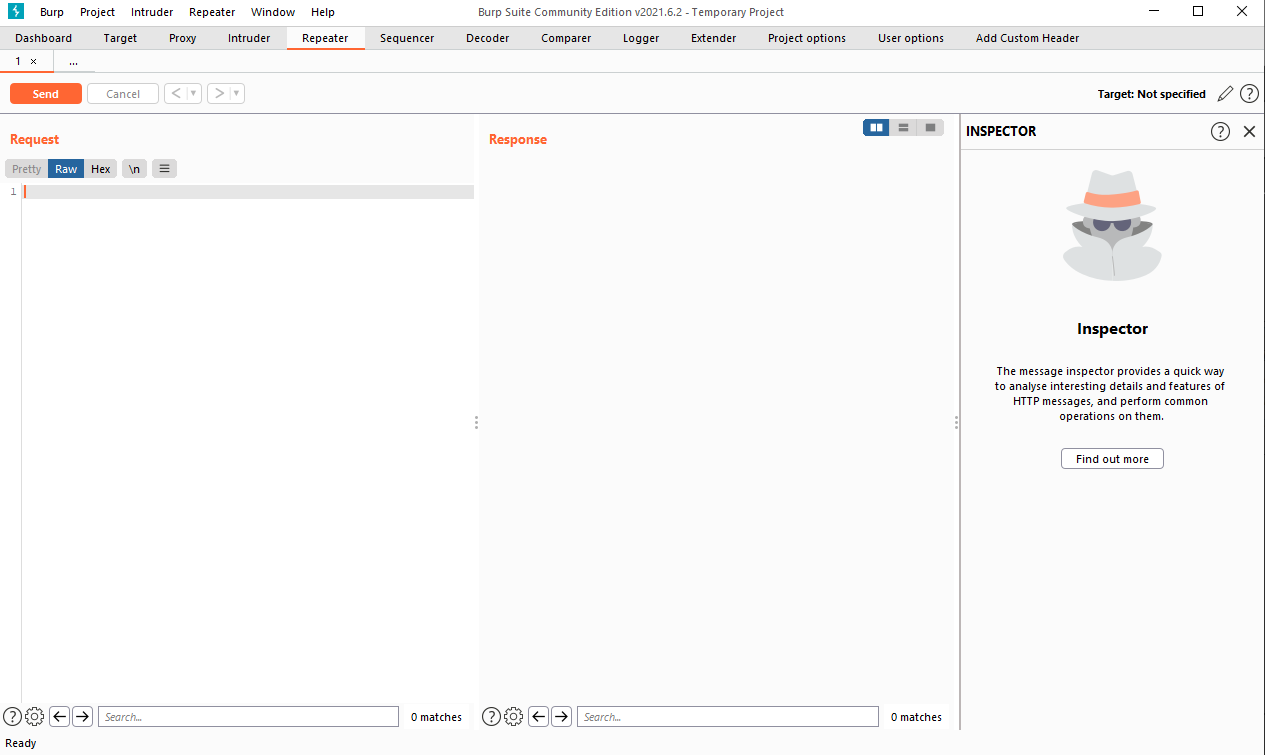 Burp Project Intruder Repeater Window Help Burp Suite Community Edition v2021.6.2 - Temporary Project
Dashboard Target Proxy Intruder Repeater Sequencer Decoder Comparer Logger Extender Project options User options Add Custom Header
1 × ...
Send Cancel < > Target: Not specified ?
Request Response INSPECTOR ?
Pretty Raw Hex \n
1
Inspector
The message inspector provides a quick way
to analyse interesting details and features of
HTTP messages, and perform common
operations on them.
Find out more
? Search... 0 matches ? Search... 0 matches
Ready